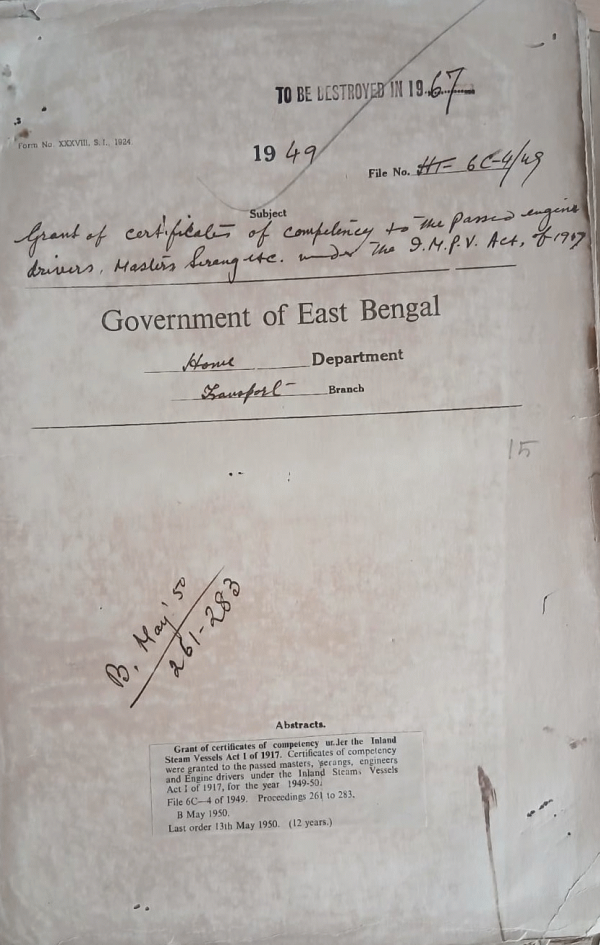 TO BE DESTROYED IN 1967
Form No. XXXVIII. S. I., 1924
1949
File No. HT- 6C-4/49
Subject
Grant of certificates of competency to the passed engine
drivers, Masters Serang etc. under the I.M.P.V. Act, of 1917
Government of East Bengal
Home Department
Transport Branch
15
B. May '50
261-283
Abstracts.
Grant of certificates of competency under the Inland
Steam Vessels Act I of 1917. Certificates of competency
were granted to the passed masters, serangs, engineers
and Engine drivers under the Inland Steams Vessels
Act I of 1917, for the year 1949-50.
File 6C—4 of 1949. Proceedings 261 to 283.
B May 1950.
Last order 13th May 1950. (12 years.)